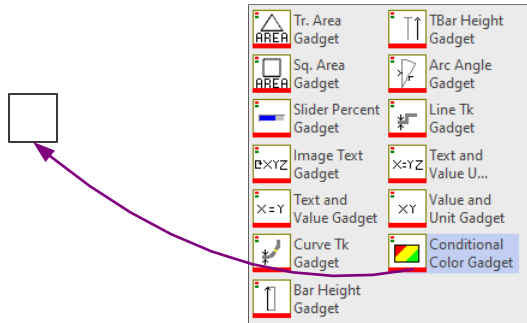 Tr. Area
Gadget
TBar Height
Gadget
Sq. Area
Gadget
Arc Angle
Gadget
Slider Percent
Gadget
Line Tk
Gadget
Image Text
Gadget
Text and
Value U...
Text and
Value Gadget
Value and
Unit Gadget
Curve Tk
Gadget
Conditional
Color Gadget
Bar Height
Gadget
AREA
AREA
XYZ
X=YZ
X=Y
XY